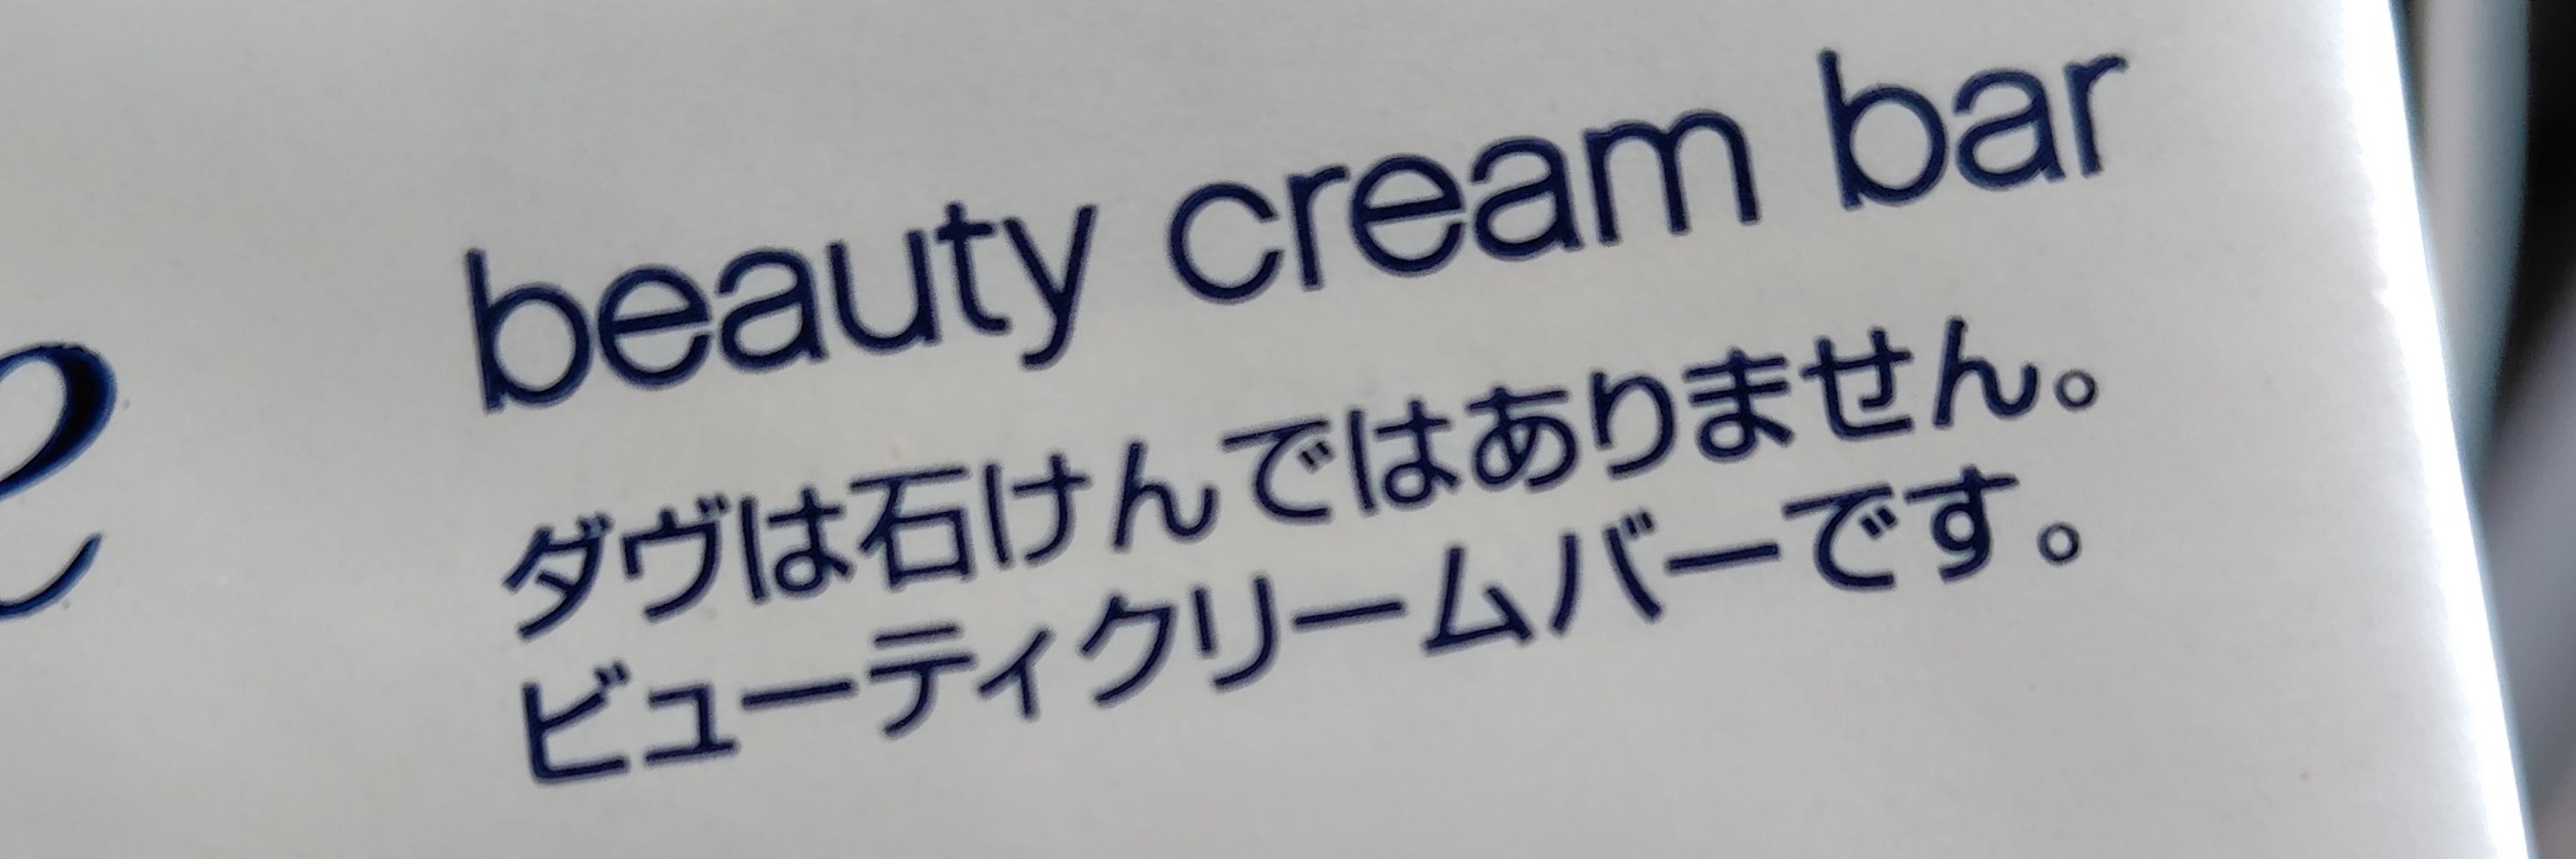 beauty cream bar
ダヴは石けんではありません。
ビューティクリームバーです。